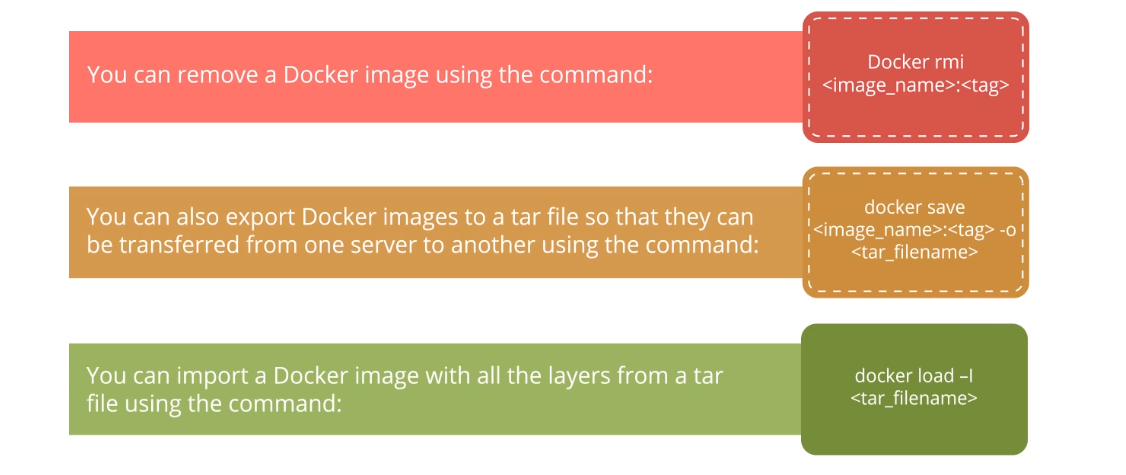 You can remove a Docker image using the command:
Docker rmi
<image_name>:<tag>
You can also export Docker images to a tar file so that they can
be transferred from one server to another using the command:
docker save
<image_name>:<tag> -o
<tar_filename>
You can import a Docker image with all the layers from a tar
file using the command:
docker load –I
<tar_filename>